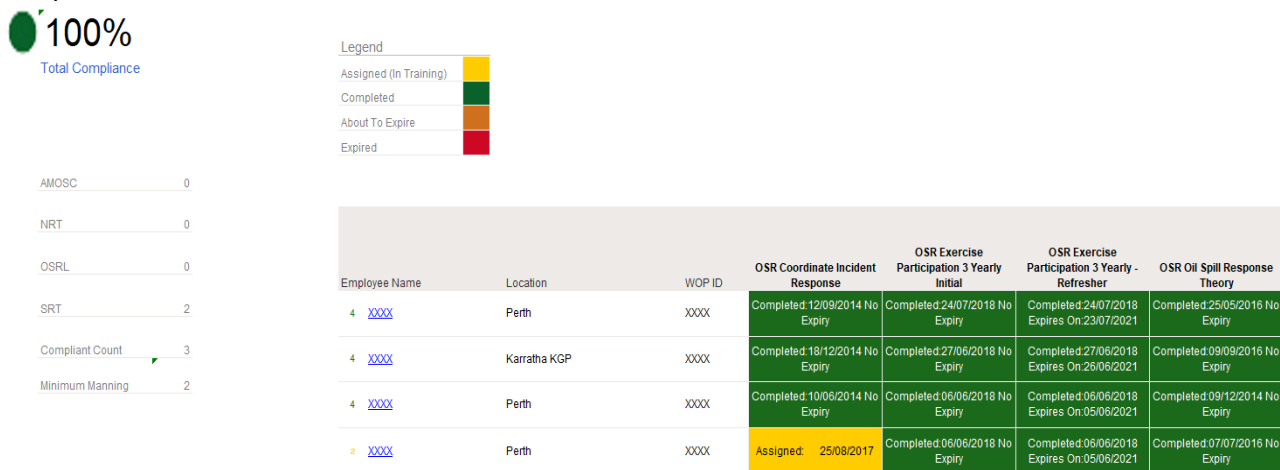 100%
Total Compliance
Legend
Assigned (In Training)
Completed
About To Expire
Expired
AMOSC 0
NRT 0
OSRL 0
SRT 2
Compliant Count 3
Minimum Manning 2
Employee Name Location WOP ID OSR Coordinate Incident Response OSR Exercise Participation 3 Yearly Initial OSR Exercise Participation 3 Yearly - Refresher OSR Oil Spill Response Theory
4 XXXX Perth XXXX Completed:12/09/2014 No Expiry Completed:24/07/2018 No Expiry Completed:24/07/2018 Expires On:23/07/2021 Completed:25/05/2016 No Expiry
4 XXXX Karratha KGP XXXX Completed:18/12/2014 No Expiry Completed:27/06/2018 No Expiry Completed:27/06/2018 Expires On:26/06/2021 Completed:09/09/2016 No Expiry
4 XXXX Perth XXXX Completed:10/06/2014 No Expiry Completed:06/06/2018 No Expiry Completed:06/06/2018 Expires On:05/06/2021 Completed:09/12/2014 No Expiry
2 XXXX Perth XXXX Assigned: 25/08/2017 Completed:06/06/2018 No Expiry Completed:06/06/2018 Expires On:05/06/2021 Completed:07/07/2016 No Expiry